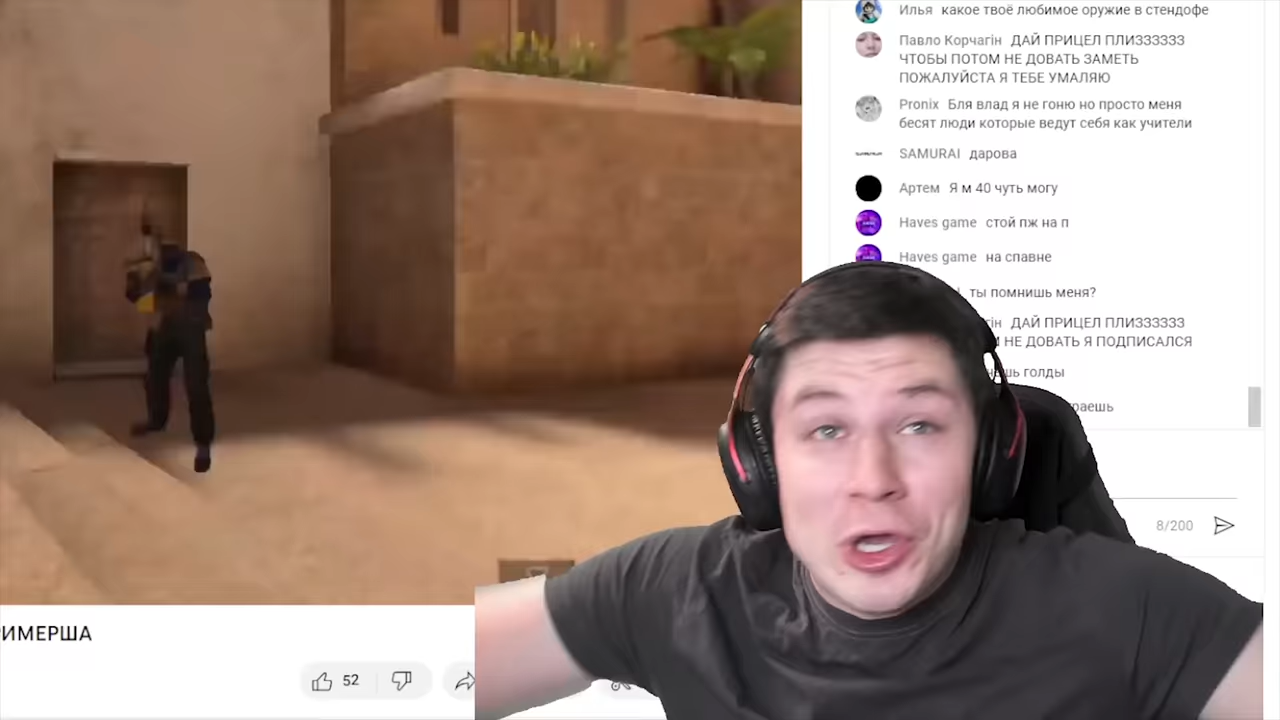 Илья какое твоё любимое оружие в стендофе
Павло Корчагін ДАЙ ПРИЦЕЛ ПЛИЗЗЗЗЗЗ
ЧТОБЫ ПОТОМ НЕ ДОВАТЬ ЗАМЕТЬ
ПОЖАЛУЙСТА Я ТЕБЕ УМАЛЯЮ
Pronix Бля влад я не гоню но просто меня
бесят люди которые ведут себя как учители
SAMURAI дарова
Артем Я м 40 чуть могу
Haves game стой пж на п
Haves game на спавне
ты помнишь меня?
гін ДАЙ ПРИЦЕЛ ПЛИЗЗЗЗЗЗ
НЕ ДОВАТЬ Я ПОДПИСАЛСЯ
голды
раешь
8/200
ИМЕРША
52